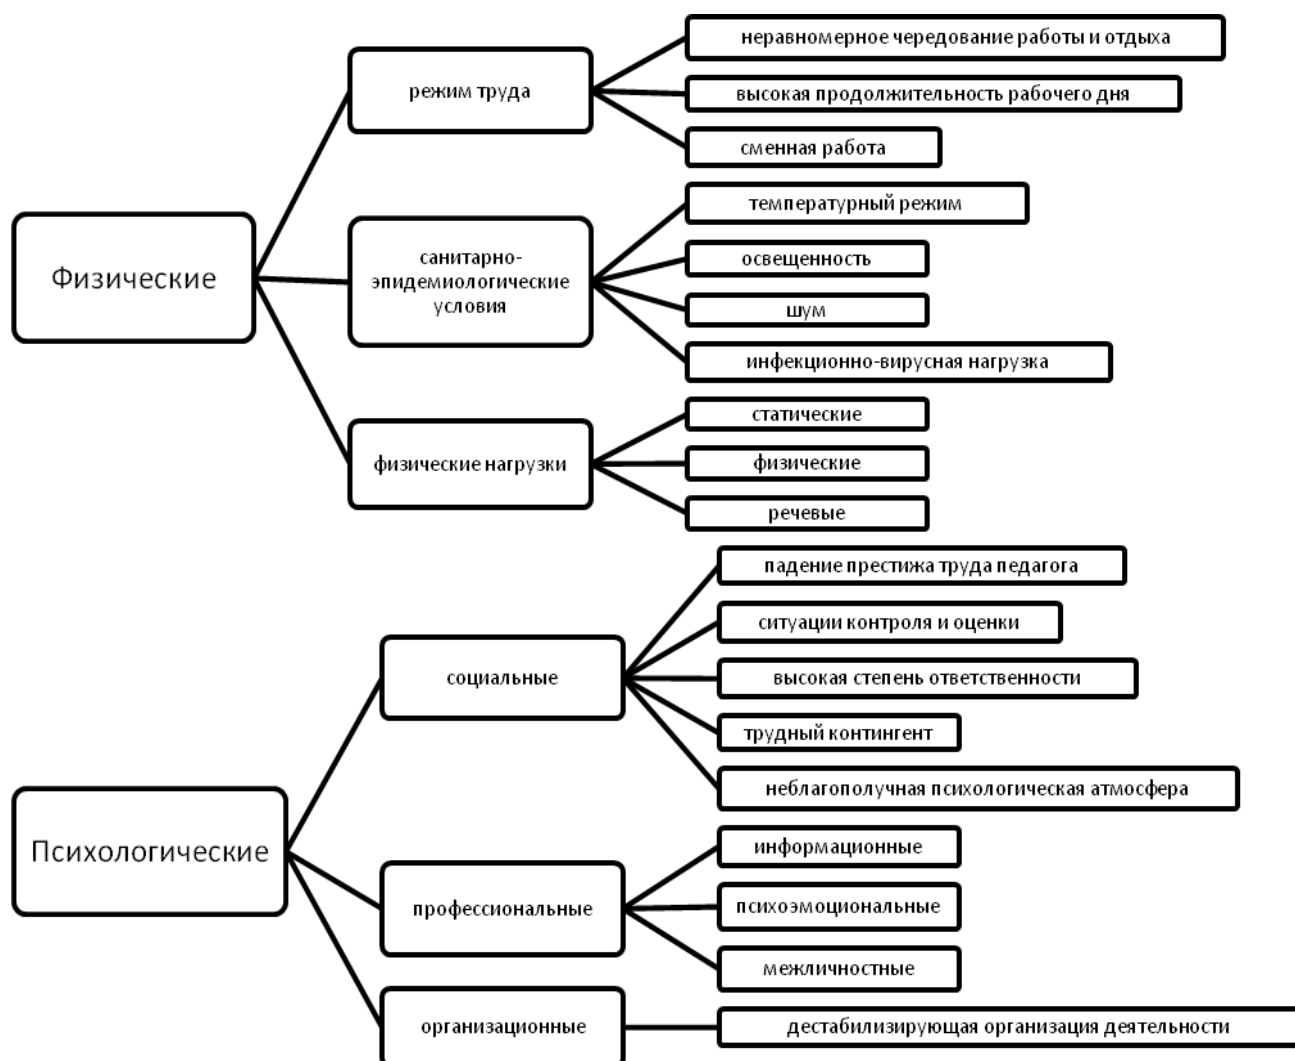 Физические
режим труда
неравномерное чередование работы и отдыха
высокая продолжительность рабочего дня
сменная работа
санитарно-
эпидемиологические
условия
температурный режим
освещенность
шум
инфекционно-вирусная нагрузка
физические нагрузки
статические
физические
речевые
Психологические
социальные
падение престижа труда педагога
ситуации контроля и оценки
высокая степень ответственности
трудный контингент
неблагополучная психологическая атмосфера
профессиональные
информационные
психоэмоциональные
межличностные
организационные
дестабилизирующая организация деятельности